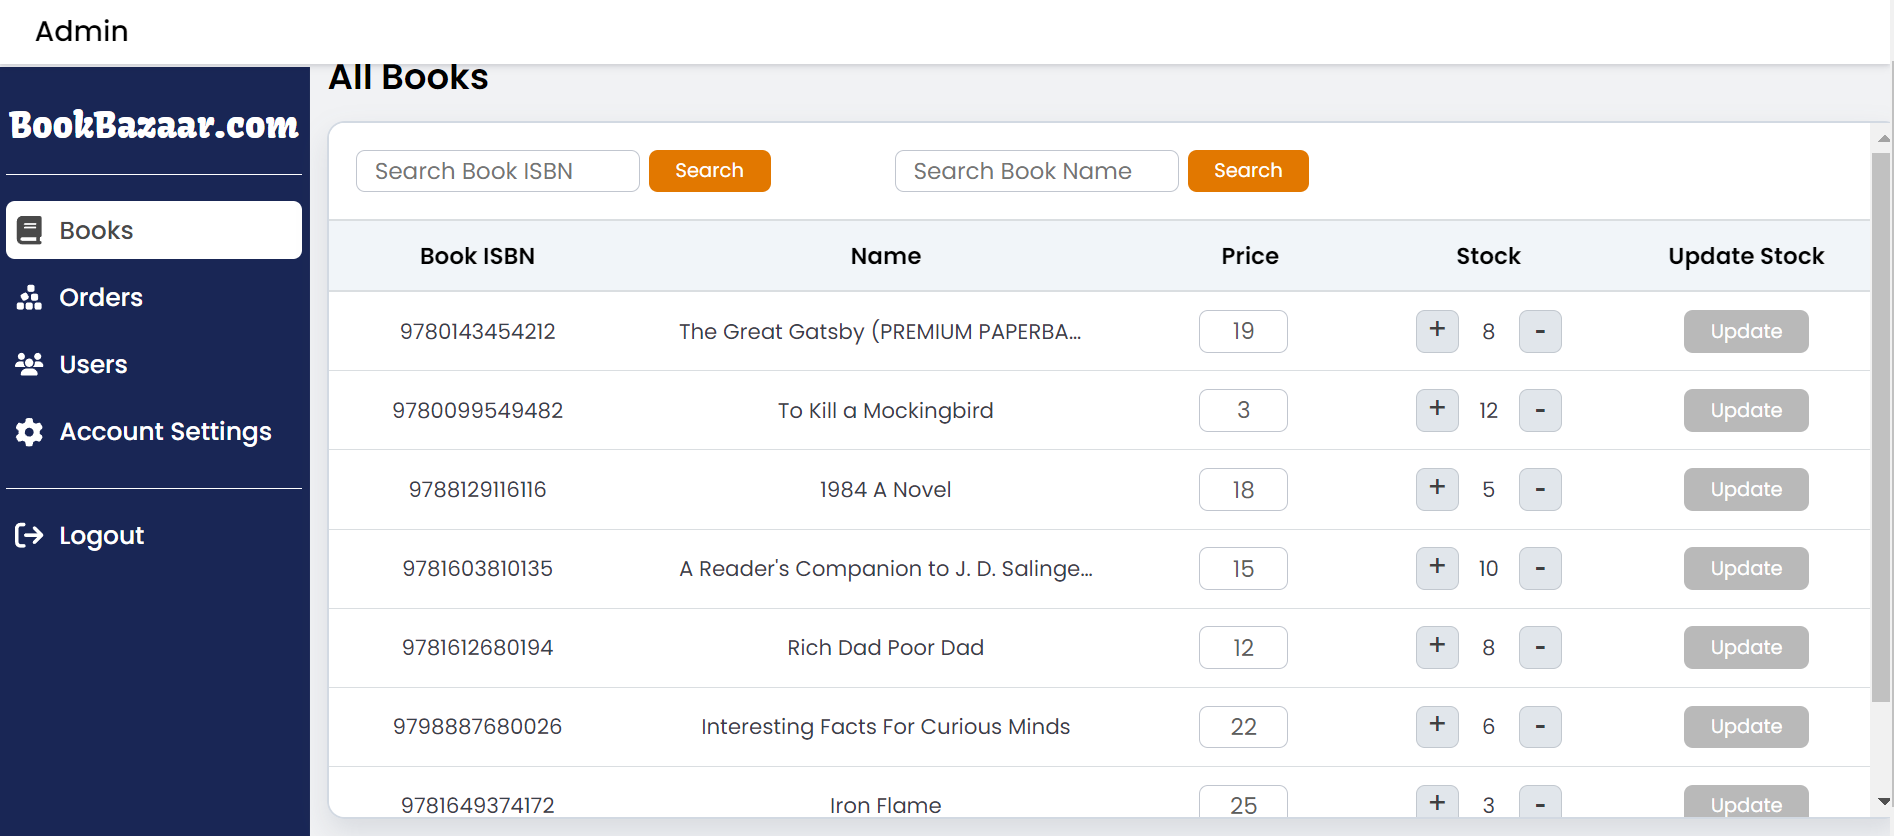 Admin
All Books
BookBazaar.com
Books
Orders
Users
Account Settings
Logout
Search Book ISBN Search Search Book Name Search
Book ISBN Name Price Stock Update Stock
9780143454212 The Great Gatsby (PREMIUM PAPERBA... 19 + 8 - Update
9780099549482 To Kill a Mockingbird 3 + 12 - Update
9788129116116 1984 A Novel 18 + 5 - Update
9781603810135 A Reader's Companion to J. D. Salinge... 15 + 10 - Update
9781612680194 Rich Dad Poor Dad 12 + 8 - Update
9798887680026 Interesting Facts For Curious Minds 22 + 6 - Update
9781649374172 Iron Flame 25 + 3 - Update